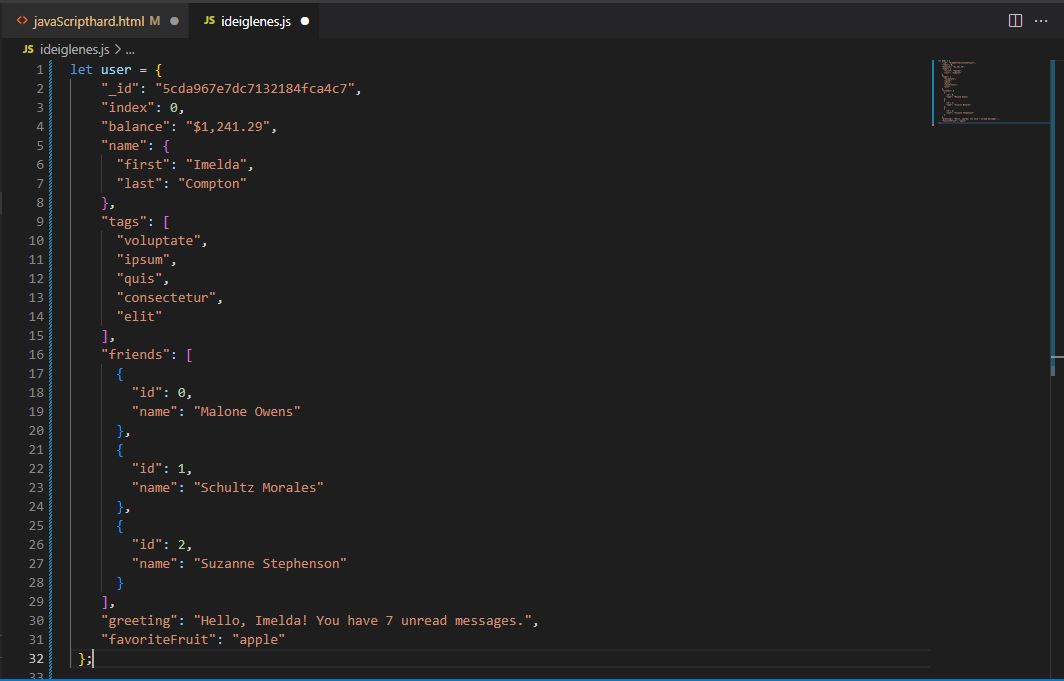 javaScripthard.html M
JS ideiglenes.js
JS ideiglenes.js > ...
1 let user = {
2 "_id": "5cda967e7dc7132184fca4c7",
3 "index": 0,
4 "balance": "$1,241.29",
5 "name": {
6 "first": "Imelda",
7 "last": "Compton"
8 },
9 "tags": [
10 "voluptate",
11 "ipsum",
12 "quis",
13 "consectetur",
14 "elit"
15 ],
16 "friends": [
17 {
18 "id": 0,
19 "name": "Malone Owens"
20 },
21 {
22 "id": 1,
23 "name": "Schultz Morales"
24 },
25 {
26 "id": 2,
27 "name": "Suzanne Stephenson"
28 }
29 ],
30 "greeting": "Hello, Imelda! You have 7 unread messages.",
31 "favoriteFruit": "apple"
32 };
33